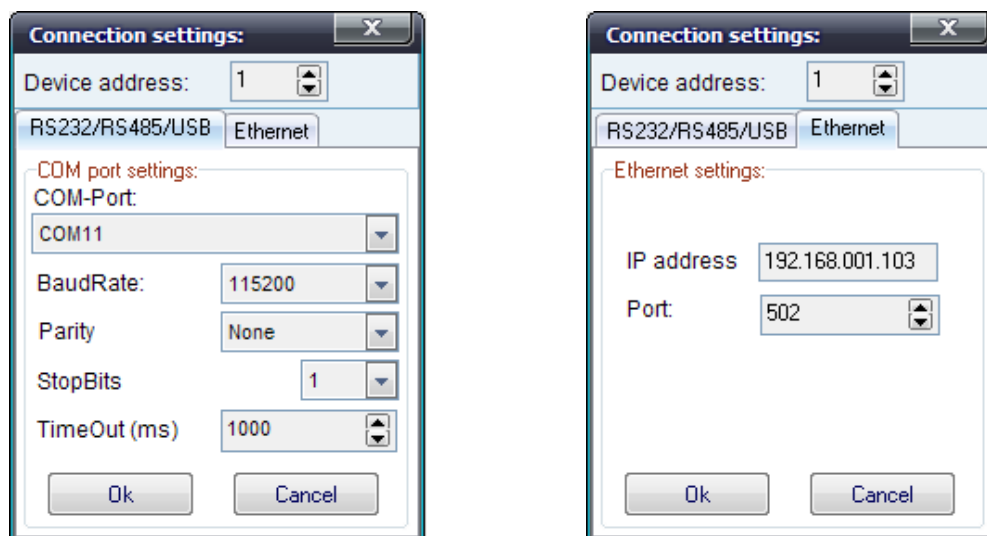 Connection settings:
Device address: 1
RS232/RS485/USB Ethernet
COM port settings:
COM-Port:
COM11
BaudRate: 115200
Parity None
StopBits 1
TimeOut (ms) 1000
Ok Cancel
Connection settings:
Device address: 1
RS232/RS485/USB Ethernet
Ethernet settings:
IP address 192.168.001.103
Port: 502
Ok Cancel